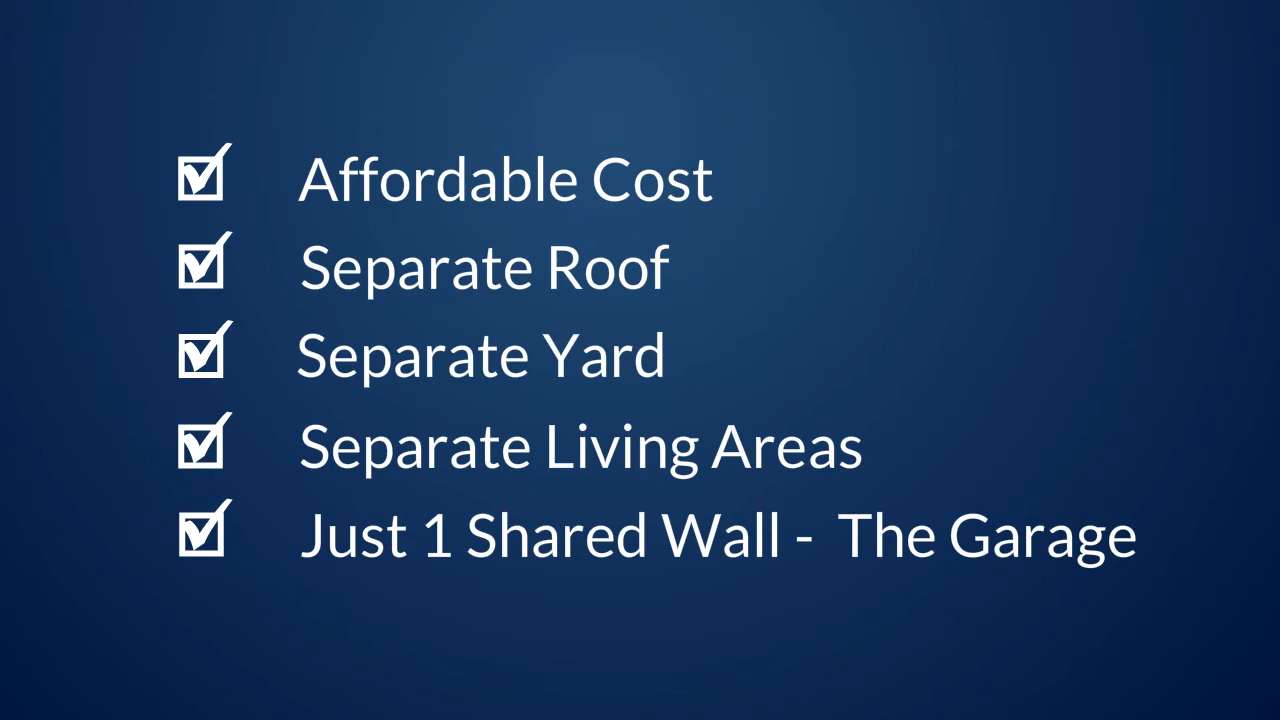 Affordable Cost
Separate Roof
Separate Yard
Separate Living Areas
Just 1 Shared Wall - The Garage